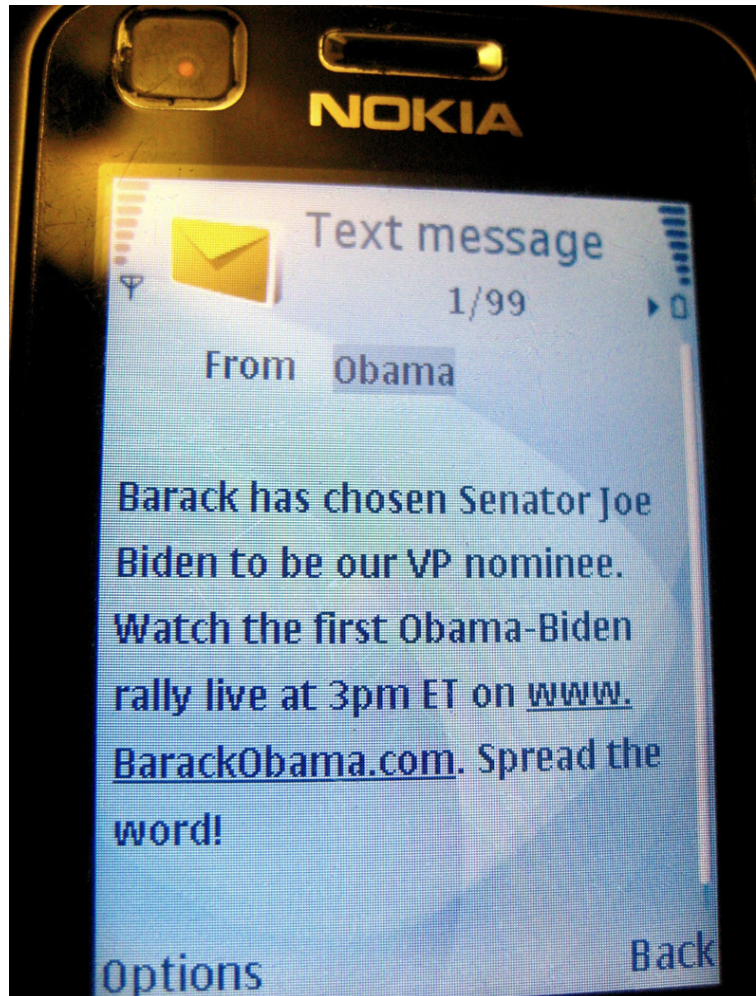 NOKIA
Text message
1/99
From Obama
Barack has chosen Senator Joe
Biden to be our VP nominee.
Watch the first Obama-Biden
rally live at 3pm ET on www.
BarackObama.com. Spread the
word!
Options Back